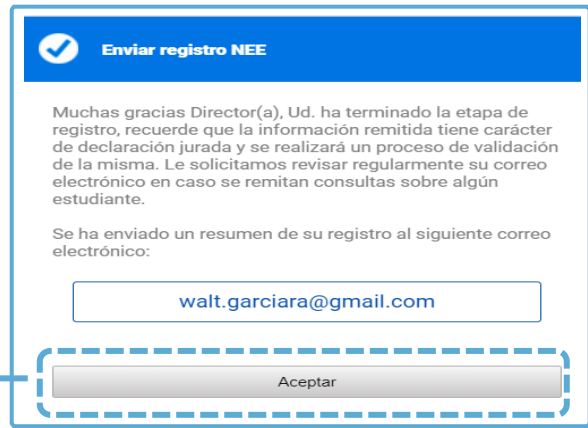 Enviar registro NEE
Muchas gracias Director(a), Ud. ha terminado la etapa de
registro, recuerde que la información remitida tiene carácter
de declaración jurada y se realizará un proceso de validación
de la misma. Le solicitamos revisar regularmente su correo
electrónico en caso se remitan consultas sobre algún
estudiante.
Se ha enviado un resumen de su registro al siguiente correo
electrónico:
walt.garciara@gmail.com
Aceptar